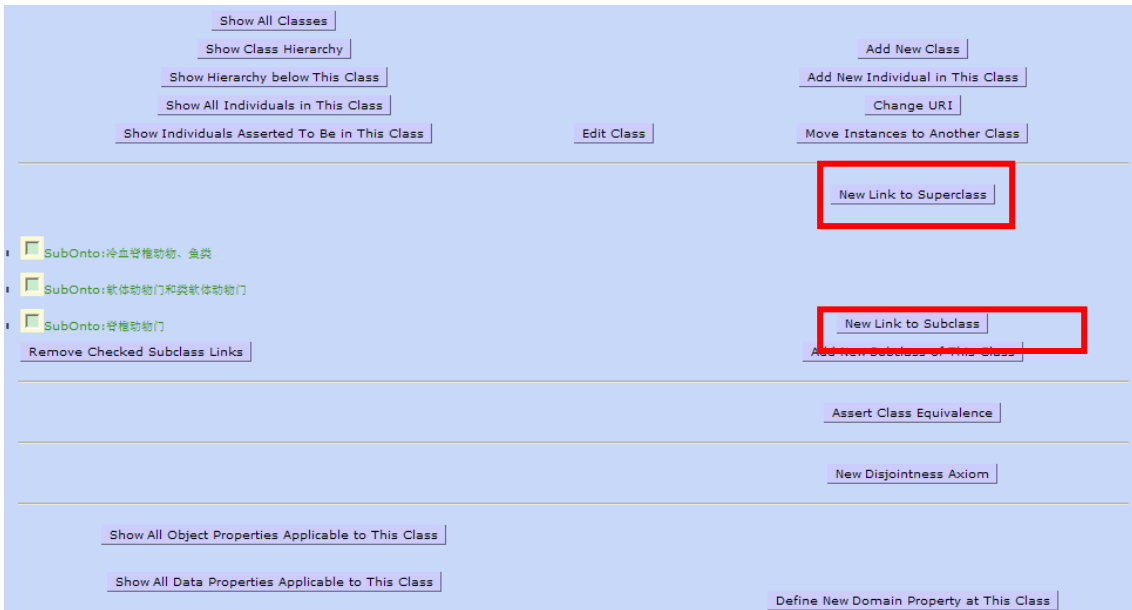 Show All Classes
Show Class Hierarchy
Add New Class
Show Hierarchy below This Class
Add New Individual in This Class
Show All Individuals in This Class
Change URI
Show Individuals Asserted To Be in This Class
Edit Class
Move Instances to Another Class
New Link to Superclass
SubOnto:冷血脊椎动物、鱼类
SubOnto:软体动物门和类软体动物门
SubOnto:脊椎动物门
New Link to Subclass
Remove Checked Subclass Links
Add New Subclass of This Class
Assert Class Equivalence
New Disjointness Axiom
Show All Object Properties Applicable to This Class
Show All Data Properties Applicable to This Class
Define New Domain Property at This Class